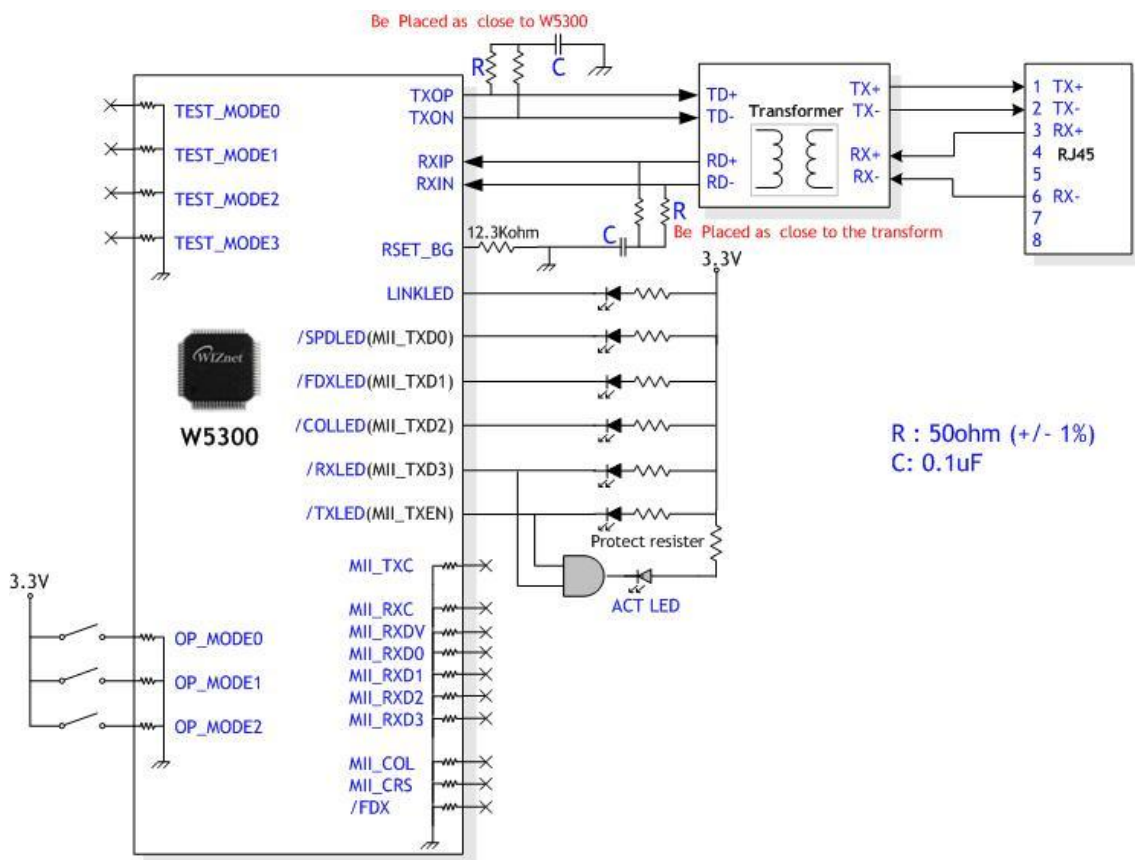 Be Placed as close to W5300
R
C
TXOP
TXON
RXIP
RXIN
RSET_BG
12.3Kohm
TEST_MODE0
TEST_MODE1
TEST_MODE2
TEST_MODE3
TD+
TD-
RD+
RD-
Transformer
TX+
TX-
RX+
RX-
1 TX+
2 TX-
3 RX+
4
RJ45
5
6 RX-
7
8
R
C
Be Placed as close to the transform
3.3V
LINKLED
/SPDLED(MII_TXD0)
/FDXLED(MII_TXD1)
/COLLED(MII_TXD2)
/RXLED(MII_TXD3)
/TXLED(MII_TXEN)
WIZnet
W5300
R : 50ohm (+/- 1%)
C: 0.1uF
Protect resister
ACT LED
MII_TXC
MII_RXC
MII_RXDV
MII_RXD0
MII_RXD1
MII_RXD2
MII_RXD3
MII_COL
MII_CRS
/FDX
3.3V
OP_MODE0
OP_MODE1
OP_MODE2